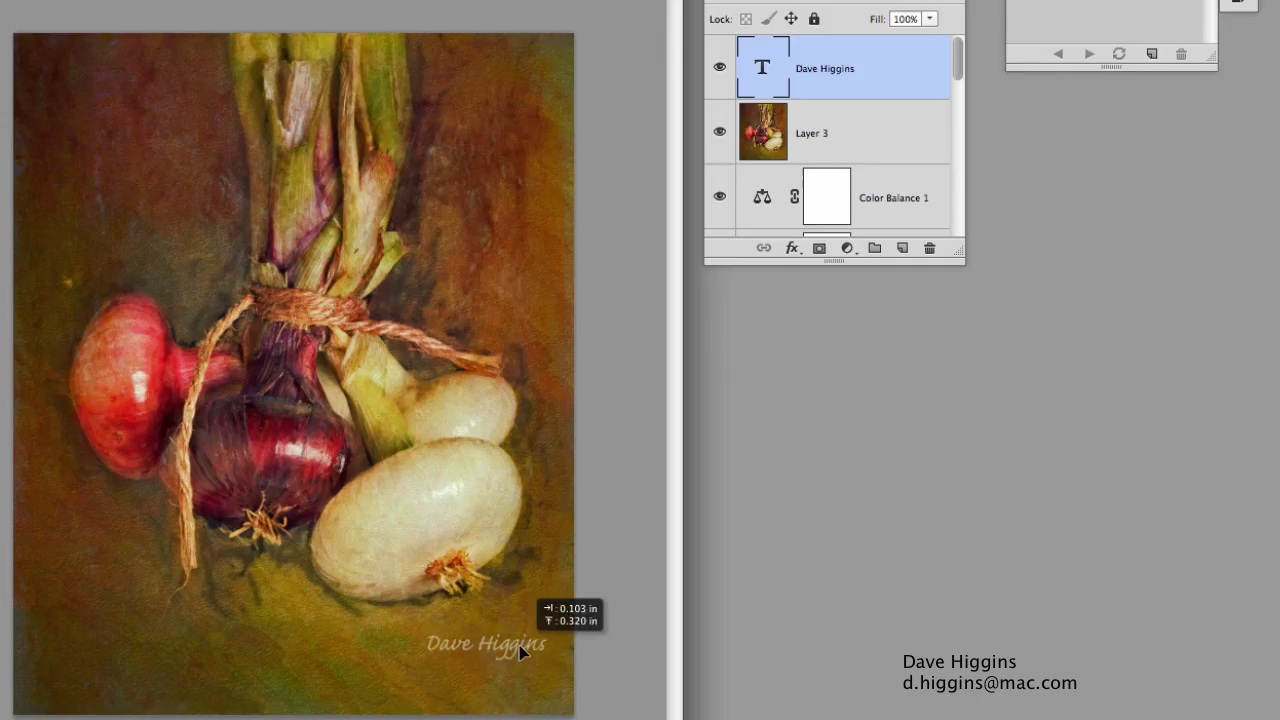 Lock:
Fill: 100%
T Dave Higgins
Layer 3
Color Balance 1
fx
: 0.103 in
: 0.320 in
Dave Higgins
Dave Higgins
d.higgins@mac.com